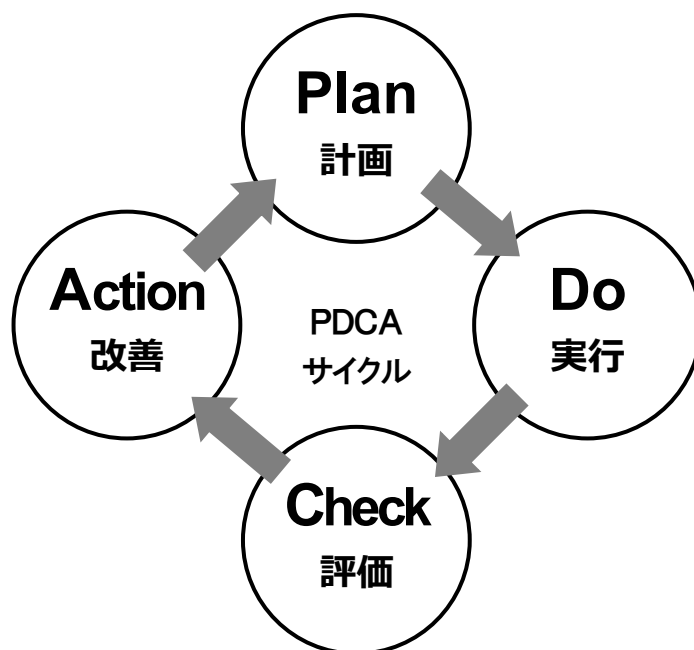 Plan
計画
Do
実行
Check
評価
Action
改善
PDCA
サイクル